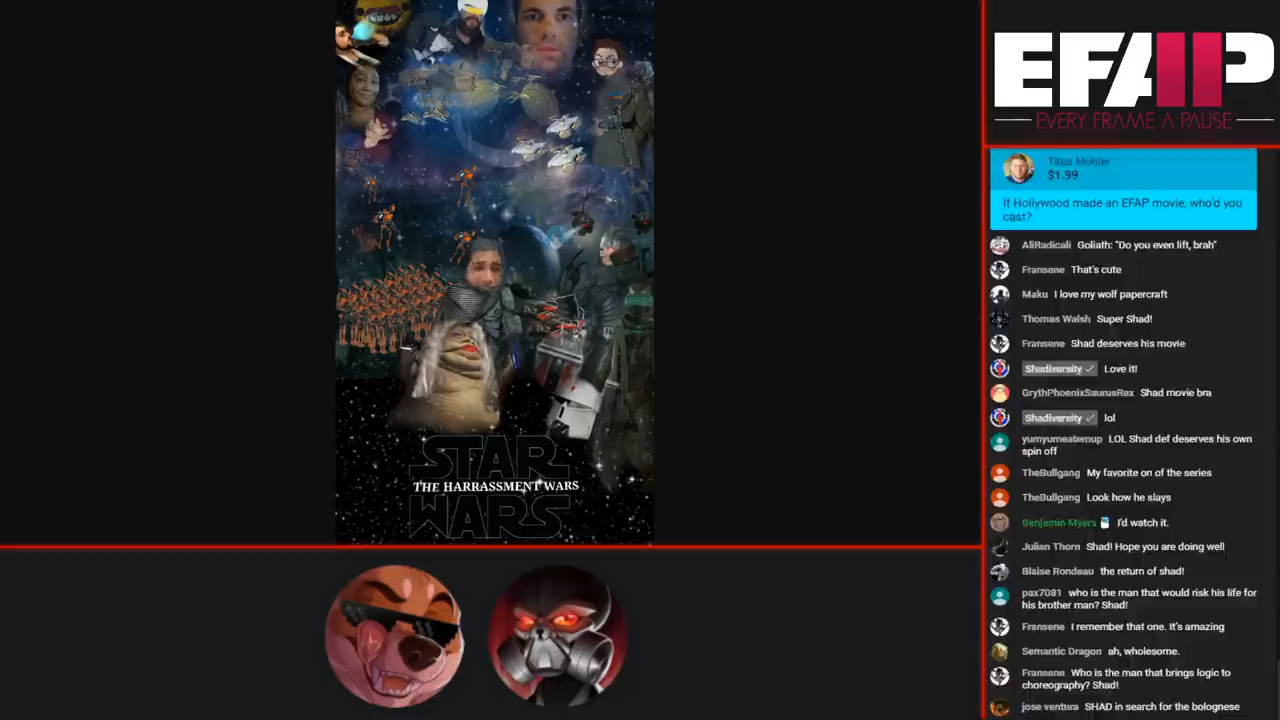 EFAP
EVERY FRAME A PAUSE
Titus Mohler
$1.99
If Hollywood made an EFAP movie, who'd you
cast?
AliRadicali Goliath: "Do you even lift, brah"
Fransene That's cute
Maku I love my wolf papercraft
Thomas Walsh Super Shad!
Fransene Shad deserves his movie
Shadiversity ✓ Love it!
GrythPhoenixSaurusRex Shad movie bra
Shadiversity ✓ lol
yumyumeatemup LOL Shad def deserves his own
spin off
TheBullgang My favorite on of the series
TheBullgang Look how he slays
Benjamin Myers I'd watch it.
Julian Thorn Shad! Hope you are doing well
Blaise Rondeau the return of shad!
pax7081 who is the man that would risk his life for
his brother man? Shad!
Fransene I remember that one. It's amazing
Semantic Dragon ah, wholesome.
Fransene Who is the man that brings logic to
choreography? Shad!
jose ventura SHAD in search for the bolognese
STAR
THE HARRASSMENT WARS
WARS